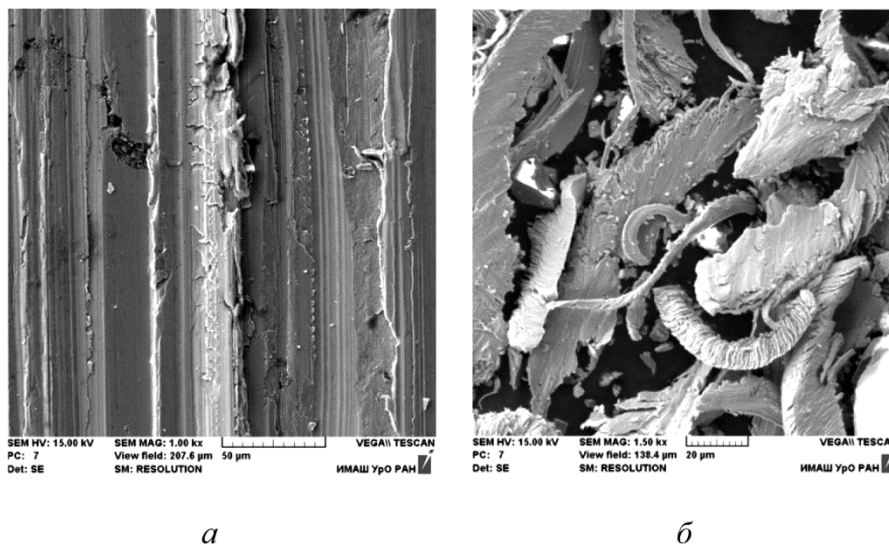 SEM HV: 15.00 kV SEM MAG: 1.00 kx VEGA\\ TESCAN
PC: 7 View field: 207.6 µm 50 µm
Det: SE SM: RESOLUTION ИМАШ УрО РАН
SEM HV: 15.00 kV SEM MAG: 1.50 kx VEGA\\ TESCA
PC: 7 View field: 138.4 µm 20 µm
Det: SE SM: RESOLUTION ИМАШ УрО РАН
а
б